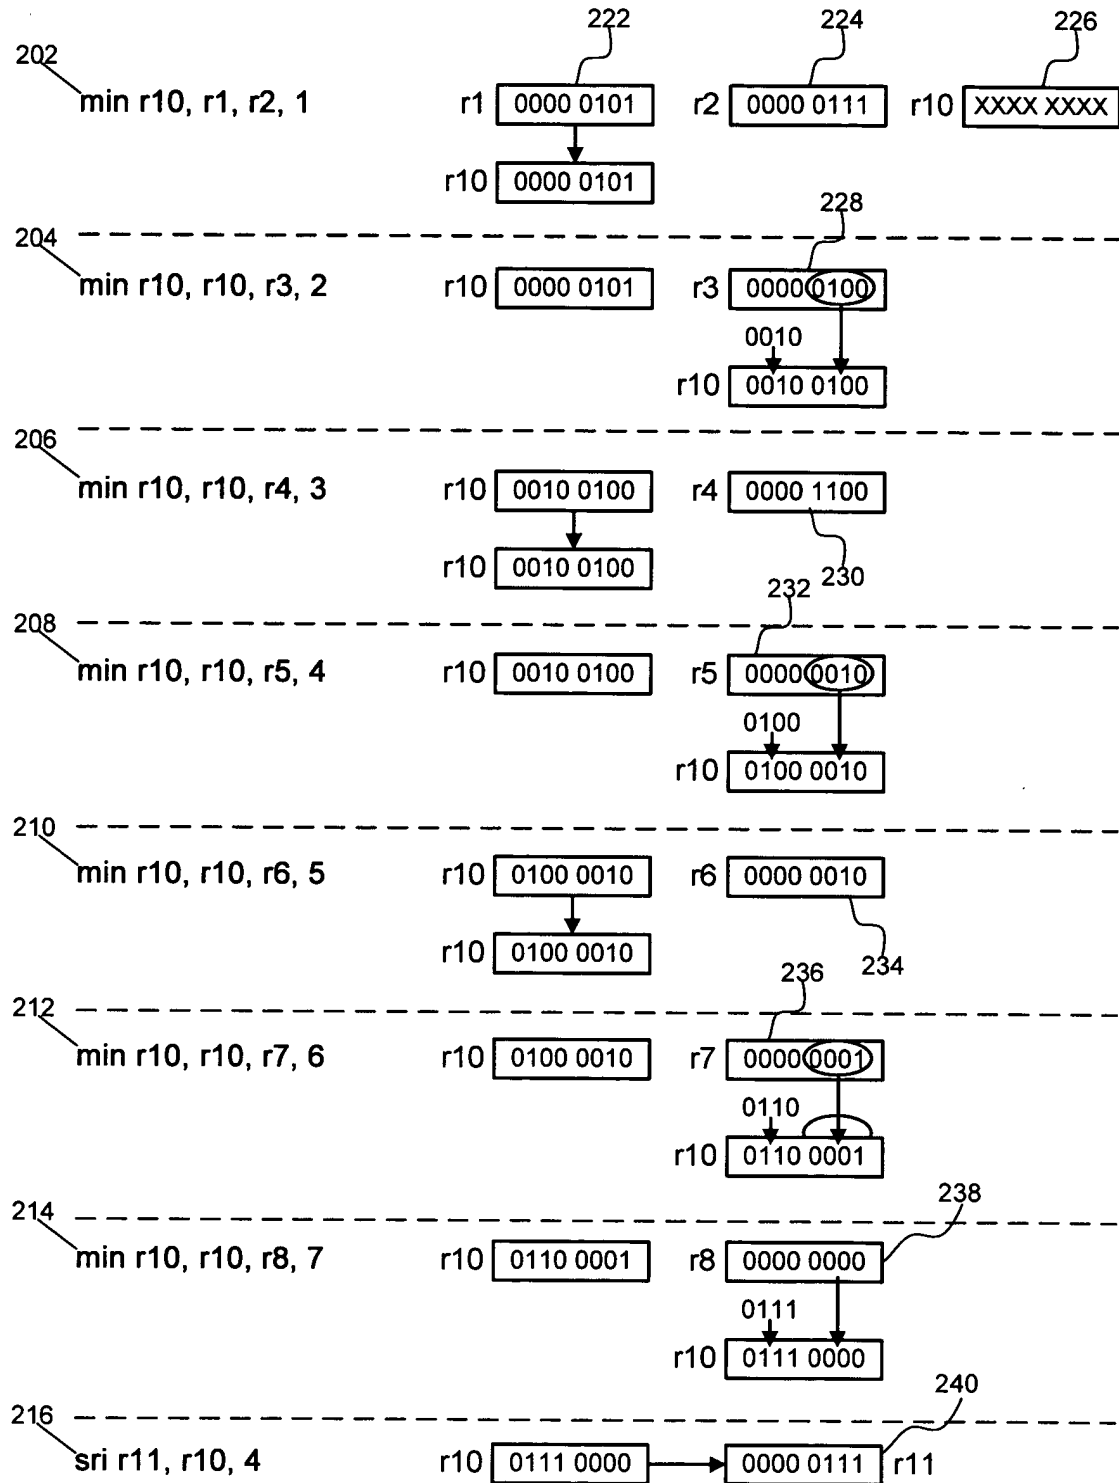 222 224 226
202
min r10, r1, r2, 1 r1 0000 0101 r2 0000 0111 r10 XXXX XXXX
r10 0000 0101
228
204
min r10, r10, r3, 2 r10 0000 0101 r3 0000 0100
0010
r10 0010 0100
206
min r10, r10, r4, 3 r10 0010 0100 r4 0000 1100
r10 0010 0100 230
232
208
min r10, r10, r5, 4 r10 0010 0100 r5 0000 0010
0100
r10 0100 0010
210
min r10, r10, r6, 5 r10 0100 0010 r6 0000 0010
r10 0100 0010 234
236
212
min r10, r10, r7, 6 r10 0100 0010 r7 0000 0001
0110
r10 0110 0001
214 238
min r10, r10, r8, 7 r10 0110 0001 r8 0000 0000
0111
r10 0111 0000
240
216
sri r11, r10, 4 r10 0111 0000 0000 0111 r11